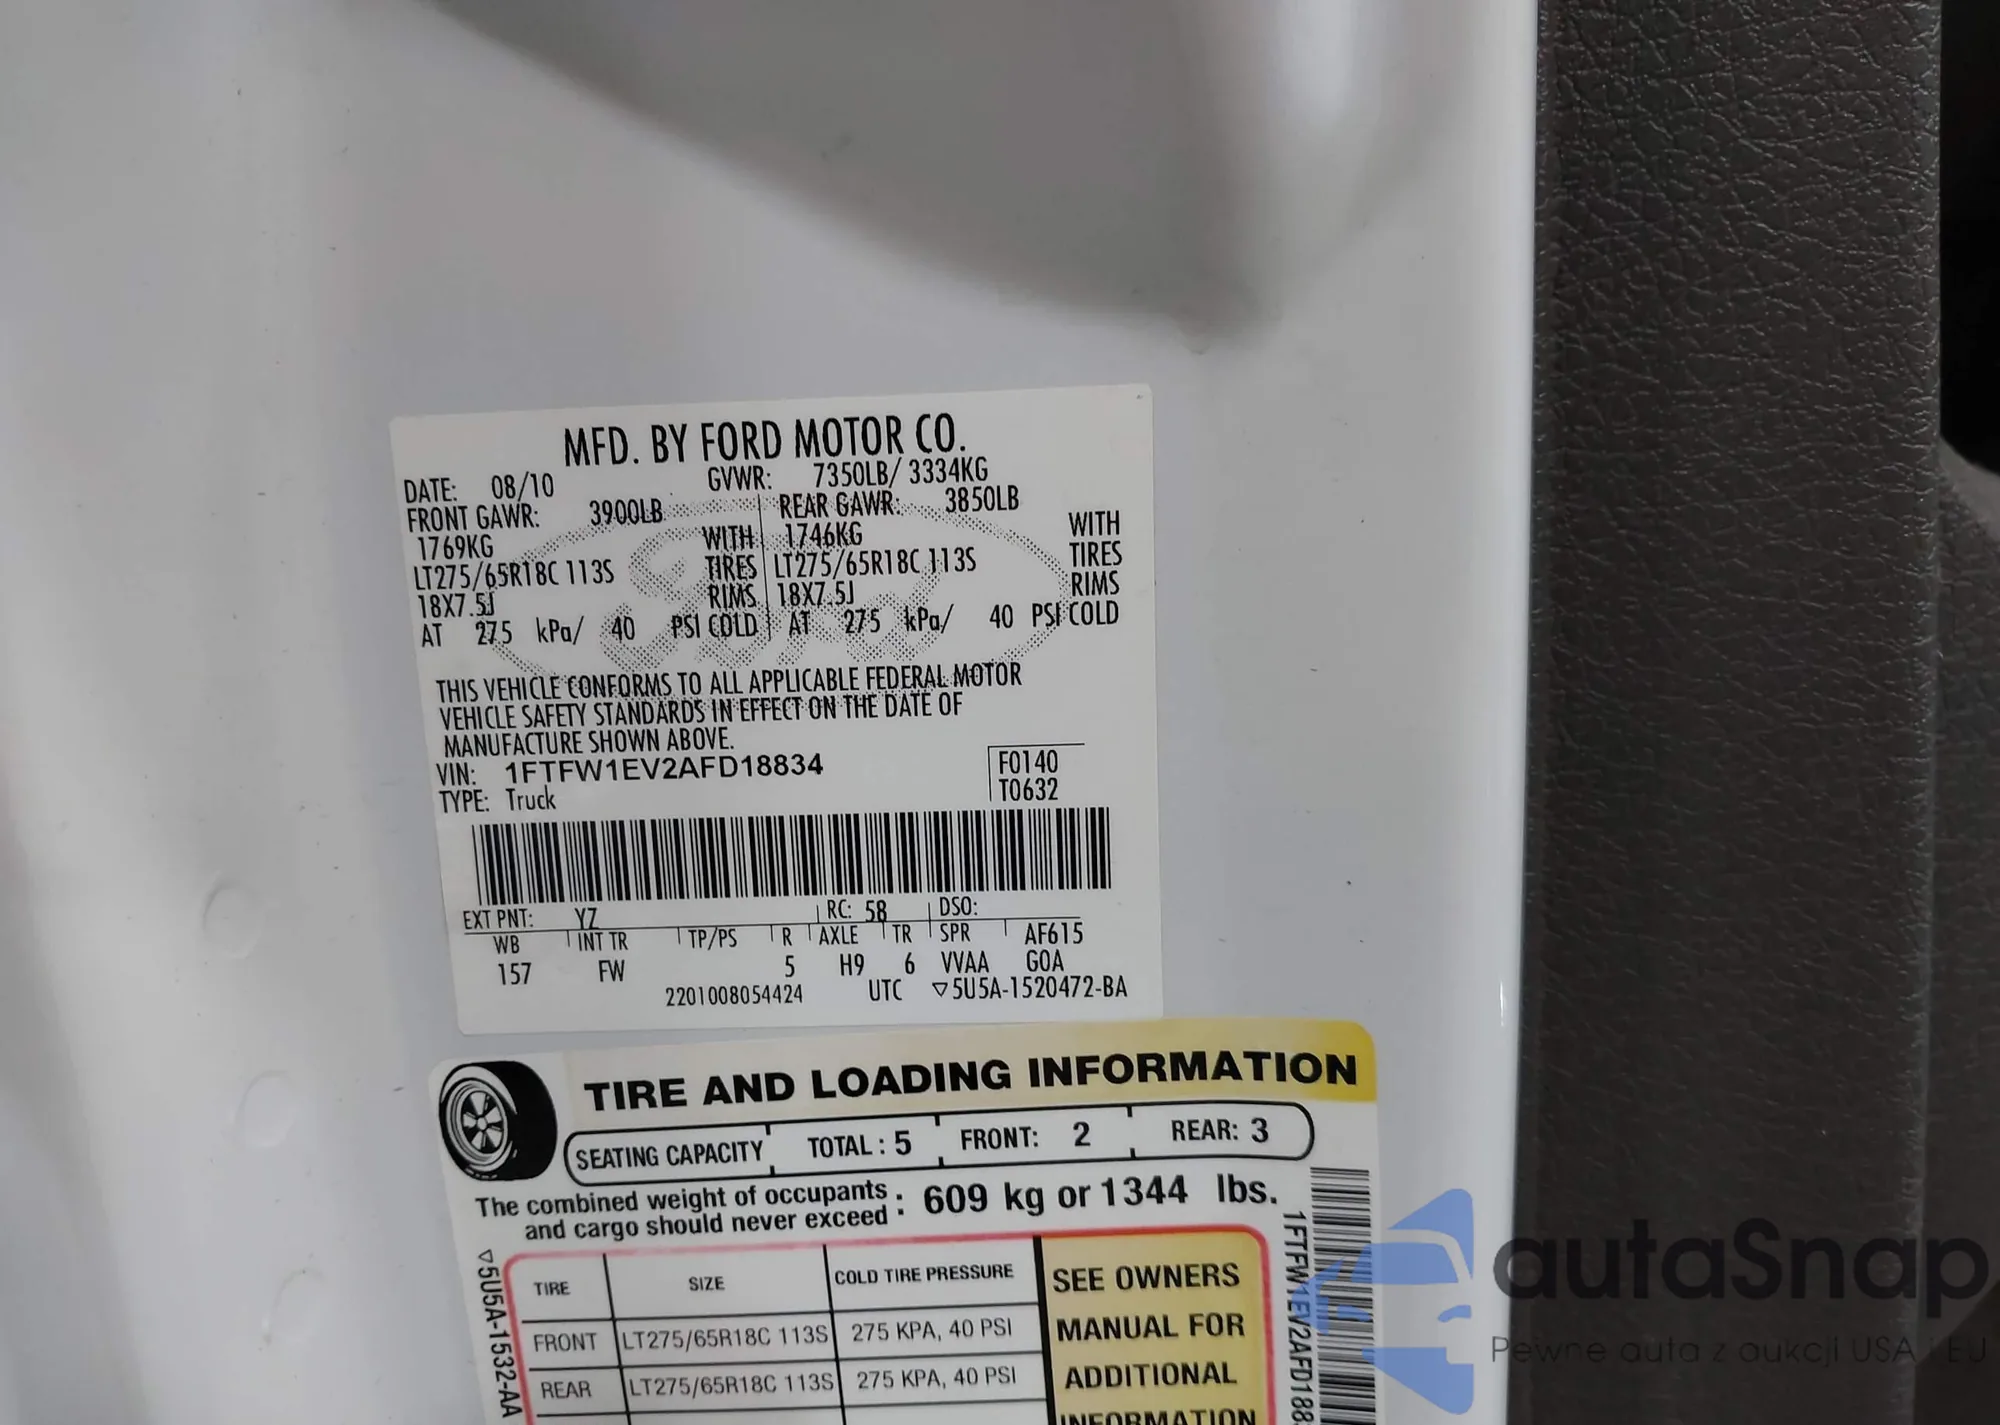 MFD. BY FORD MOTOR CO.
DATE: 08/10 GVWR: 7350LB/ 3334KG
FRONT GAWR: 3900LB REAR GAWR: 3850LB
1769KG WITH 1746KG WITH
LT275/65R18C 113S TIRES LT275/65R18C 113S TIRES
18X7.5J RIMS 18X7.5J RIMS
AT 275 kPa/ 40 PSI COLD AT 275 kPa/ 40 PSI COLD
THIS VEHICLE CONFORMS TO ALL APPLICABLE FEDERAL MOTOR
VEHICLE SAFETY STANDARDS IN EFFECT ON THE DATE OF
MANUFACTURE SHOWN ABOVE.
VIN: 1FTFW1EV2AFD18834 F0140
TYPE: Truck T0632
EXT PNT: YZ RC: 58 DSO:
WB INT TR TP/PS R AXLE TR SPR AF615
157 FW 5 H9 6 VVAA GOA
2201008054424 UTC ▽5U5A-1520472-BA
TIRE AND LOADING INFORMATION
SEATING CAPACITY TOTAL : 5 FRONT: 2 REAR: 3
The combined weight of occupants
and cargo should never exceed : 609 kg or 1344 lbs.
TIRE SIZE COLD TIRE PRESSURE
FRONT LT275/65R18C 113S 275 KPA, 40 PSI
REAR LT275/65R18C 113S 275 KPA, 40 PSI
SEE OWNERS
MANUAL FOR
ADDITIONAL
INFORMATION
▽5U5A-1532-AA
1FTFW1EV2AFD188
autaSnap
Pewne auta z aukcji USA i EU